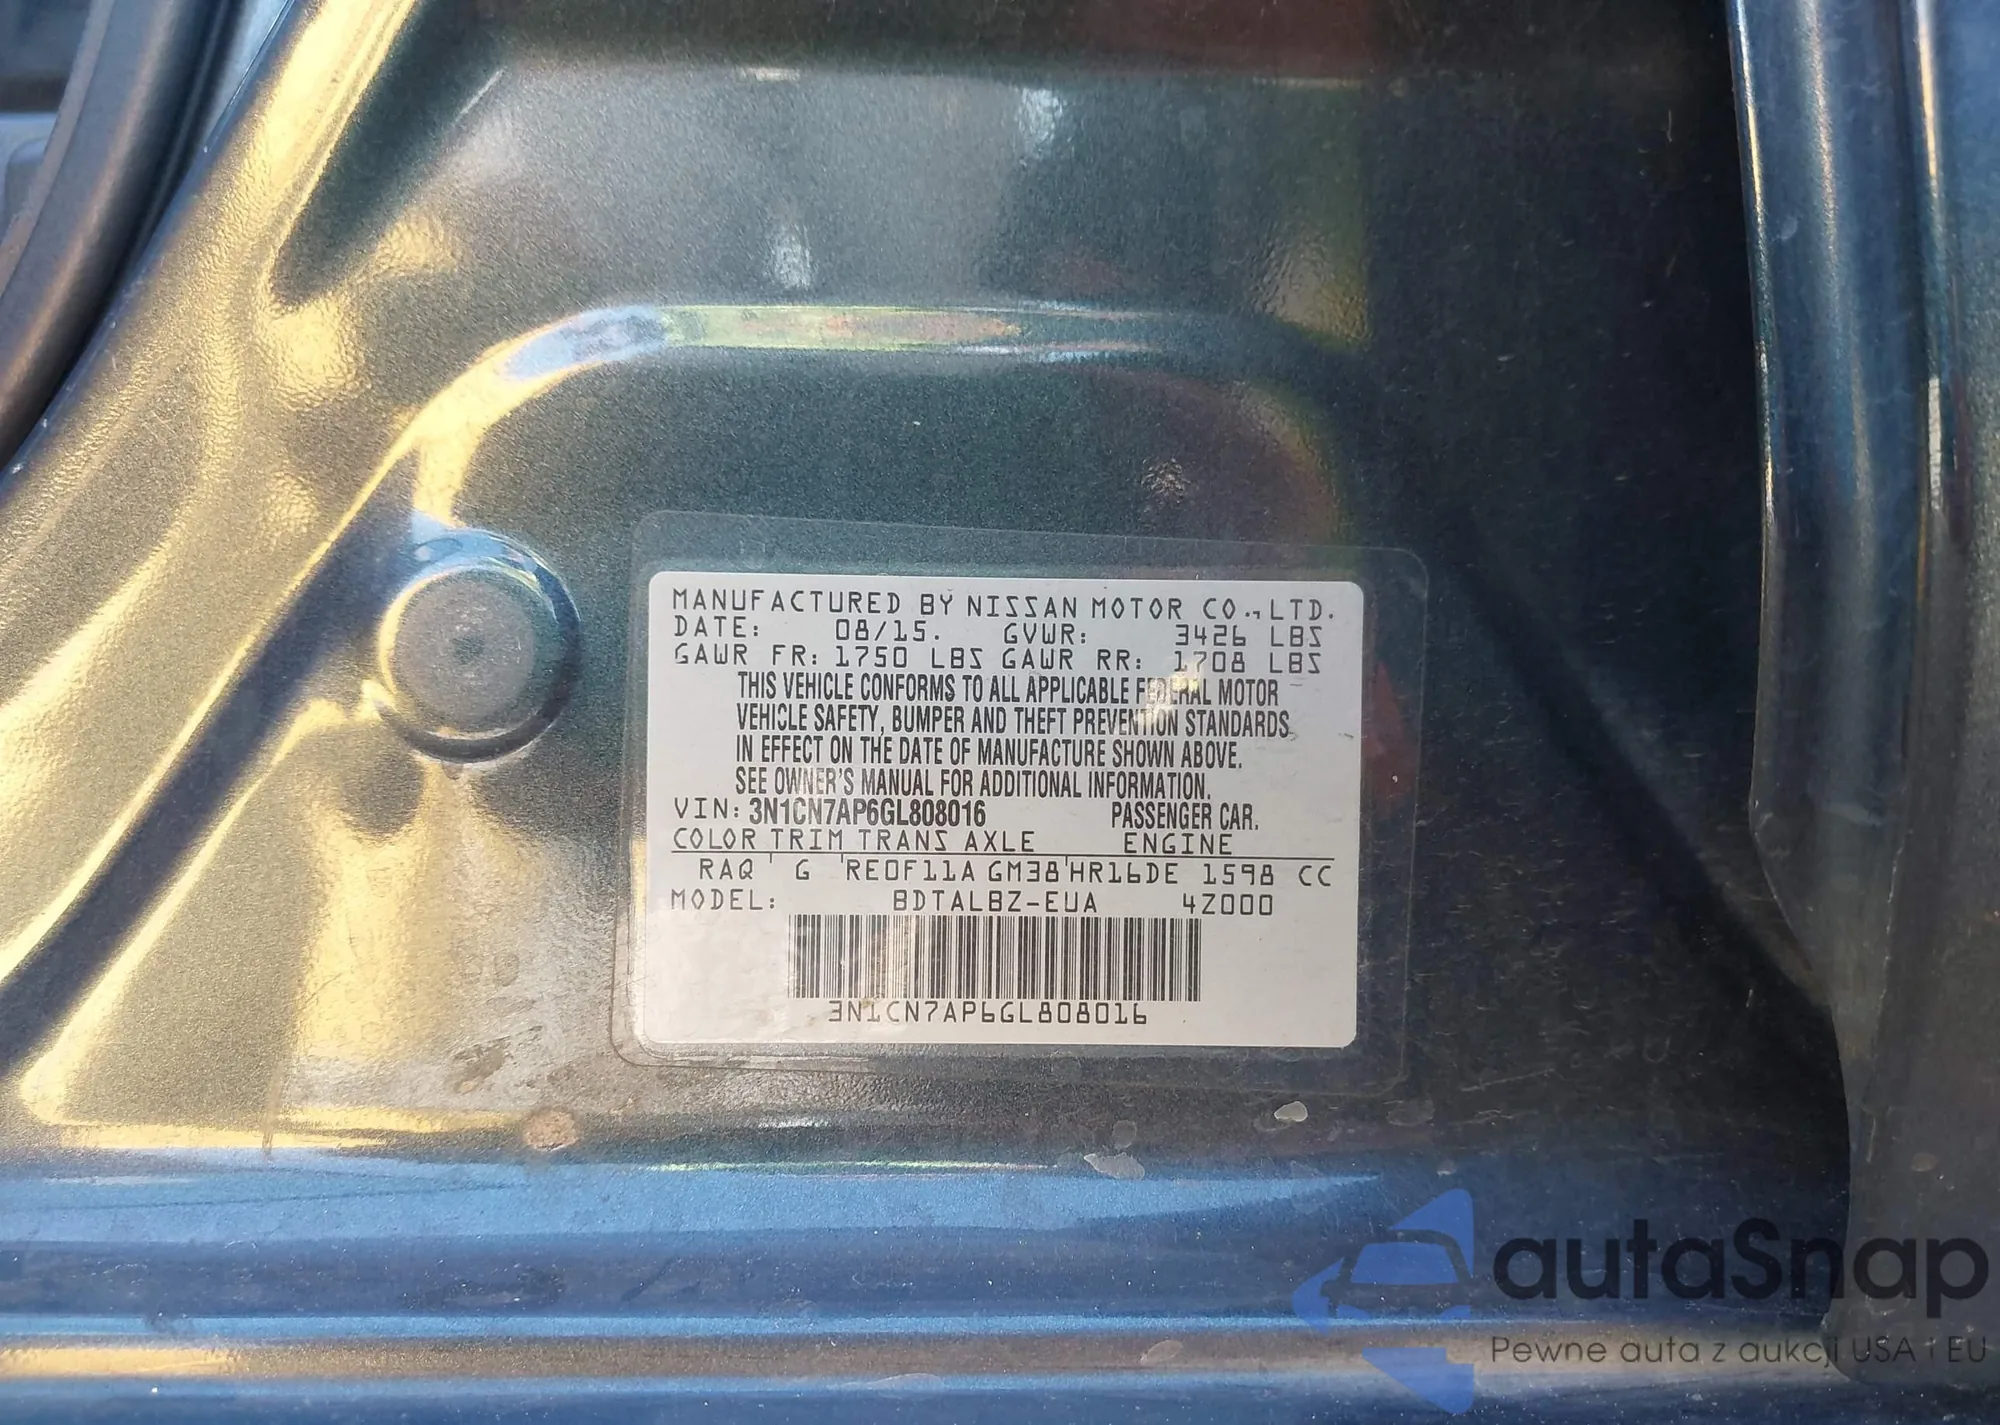 MANUFACTURED BY NISSAN MOTOR CO.,LTD.
DATE: 08/15. GVWR: 3426 LBS
GAWR FR: 1750 LBS GAWR RR: 1708 LBS
THIS VEHICLE CONFORMS TO ALL APPLICABLE FEDERAL MOTOR
VEHICLE SAFETY, BUMPER AND THEFT PREVENTION STANDARDS
IN EFFECT ON THE DATE OF MANUFACTURE SHOWN ABOVE.
SEE OWNER'S MANUAL FOR ADDITIONAL INFORMATION.
VIN: 3N1CN7AP6GL808016 PASSENGER CAR.
COLOR TRIM TRANS AXLE ENGINE
RAQ G RE0F11A GM38 HR16DE 1598 CC
MODEL: BDTALBZ-EUA 4Z000
3N1CN7AP6GL808016
autaSnap
Pewne auta z aukcji USA i EU